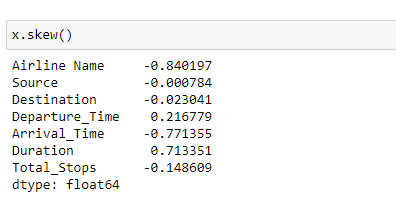 x.skew()
Airline Name -0.840197
Source -0.000784
Destination -0.023041
Departure_Time 0.216779
Arrival_Time -0.771355
Duration 0.713351
Total_Stops -0.148609
dtype: float64